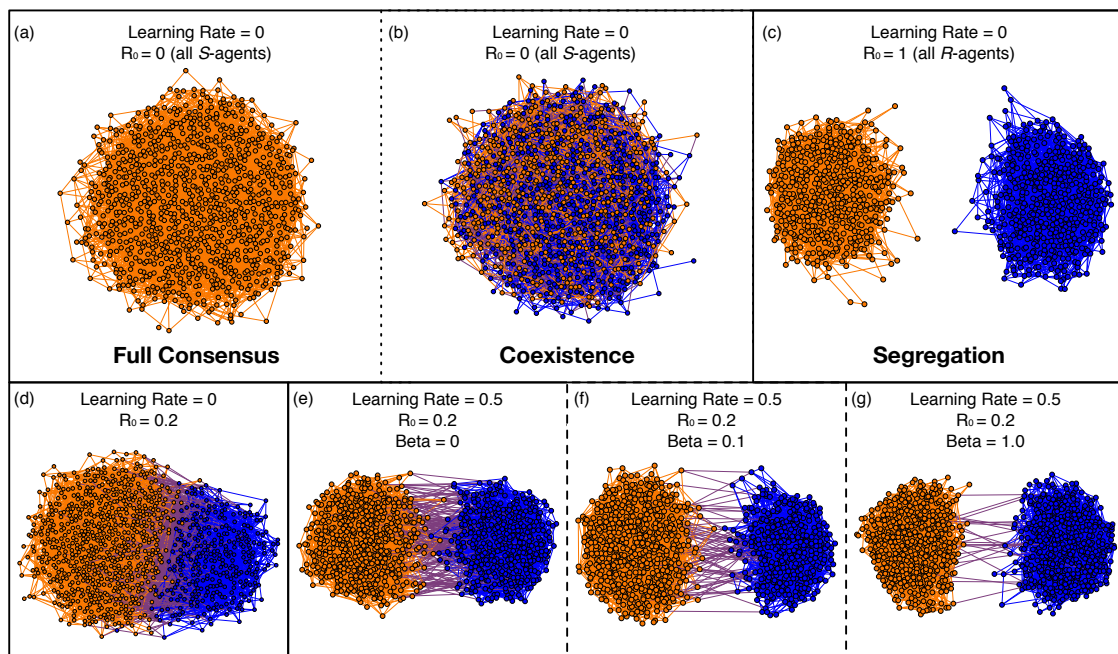 (a)
Learning Rate = 0
R₀ = 0 (all S-agents)
Full Consensus
(b)
Learning Rate = 0
R₀ = 0 (all S-agents)
Coexistence
(c)
Learning Rate = 0
R₀ = 1 (all R-agents)
Segregation
(d)
Learning Rate = 0
R₀ = 0.2
(e)
Learning Rate = 0.5
R₀ = 0.2
Beta = 0
(f)
Learning Rate = 0.5
R₀ = 0.2
Beta = 0.1
(g)
Learning Rate = 0.5
R₀ = 0.2
Beta = 1.0